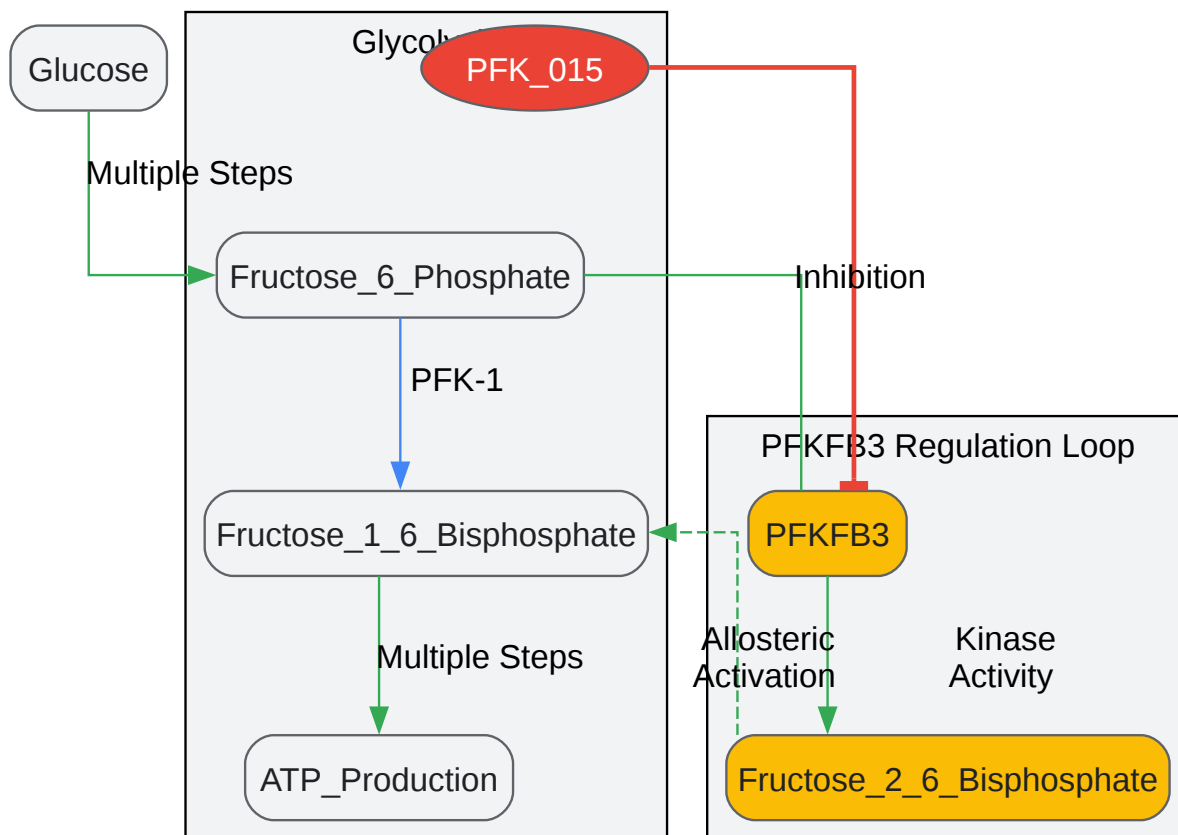 Glucose
PFK_015
Multiple Steps
Fructose_6_Phosphate
Inhibition
PFK-1
PFKFB3 Regulation Loop
Fructose_1_6_Bisphosphate
PFKFB3
Allosteric
Activation
Kinase
Activity
Multiple Steps
ATP_Production
Fructose_2_6_Bisphosphate